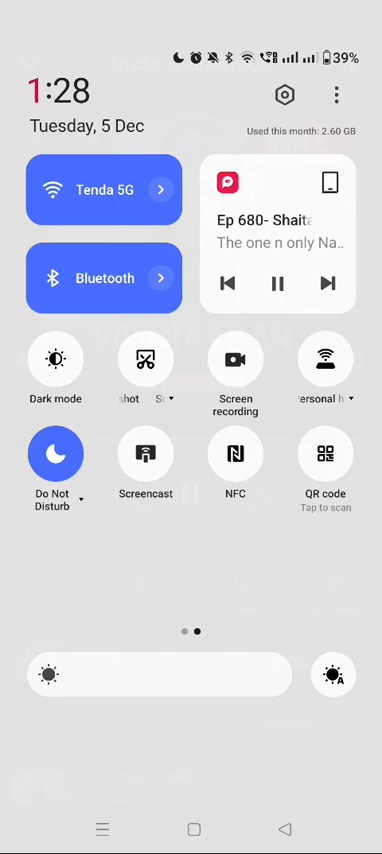 39%
1:28
Tuesday, 5 Dec
Used this month: 2.60 GB
Tenda 5G
Ep 680- Shaita
The one n only Na..
Bluetooth
Dark mode
shot
Screen
recording
Personal h
Do Not
Disturb
Screencast
NFC
QR code
Tap to scan
A